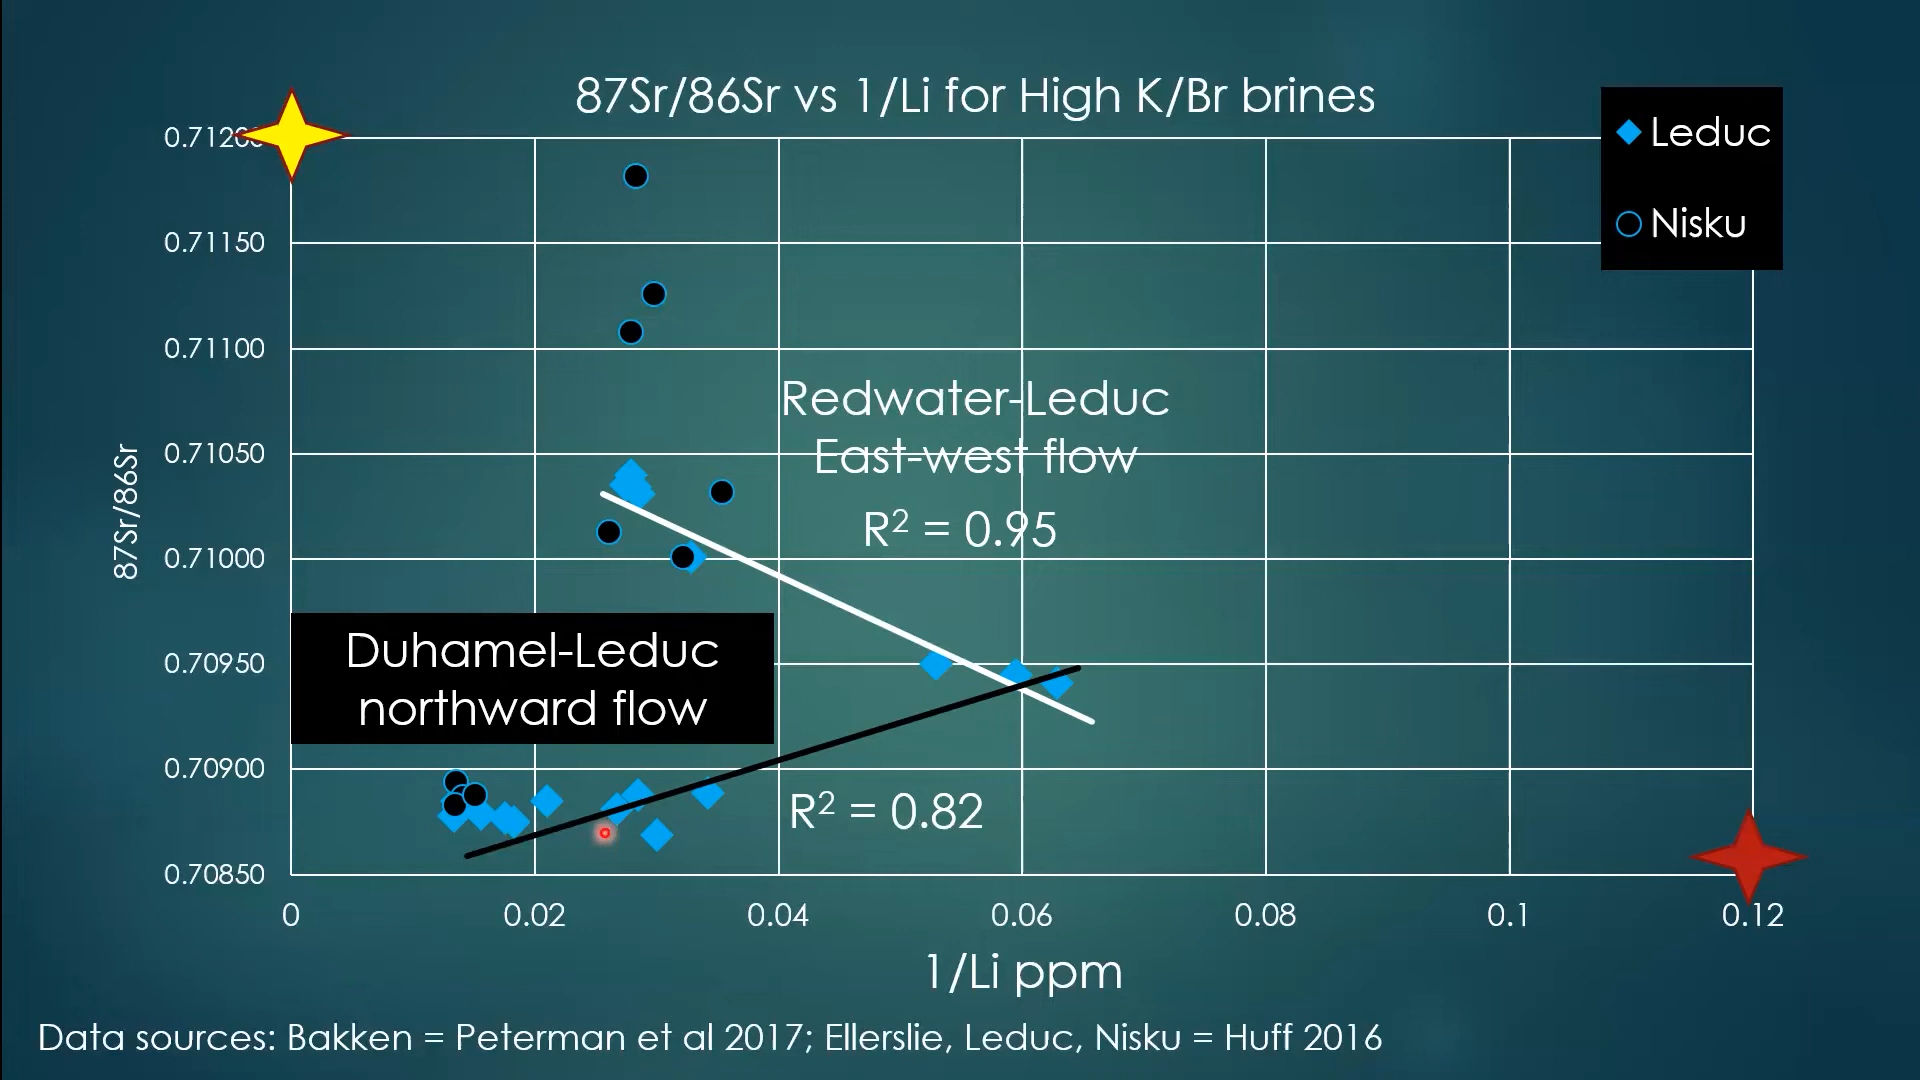 87Sr/86Sr vs 1/Li for High K/Br brines
Leduc
Nisku
0.71200
0.71150
0.71100
0.71050
0.71000
0.70950
0.70900
0.70850
87Sr/86Sr
Redwater-Leduc
East-west flow
R² = 0.95
Duhamel-Leduc
northward flow
R² = 0.82
0
0.02
0.04
0.06
0.08
0.1
0.12
1/Li ppm
Data sources: Bakken = Peterman et al 2017; Ellerslie, Leduc, Nisku = Huff 2016